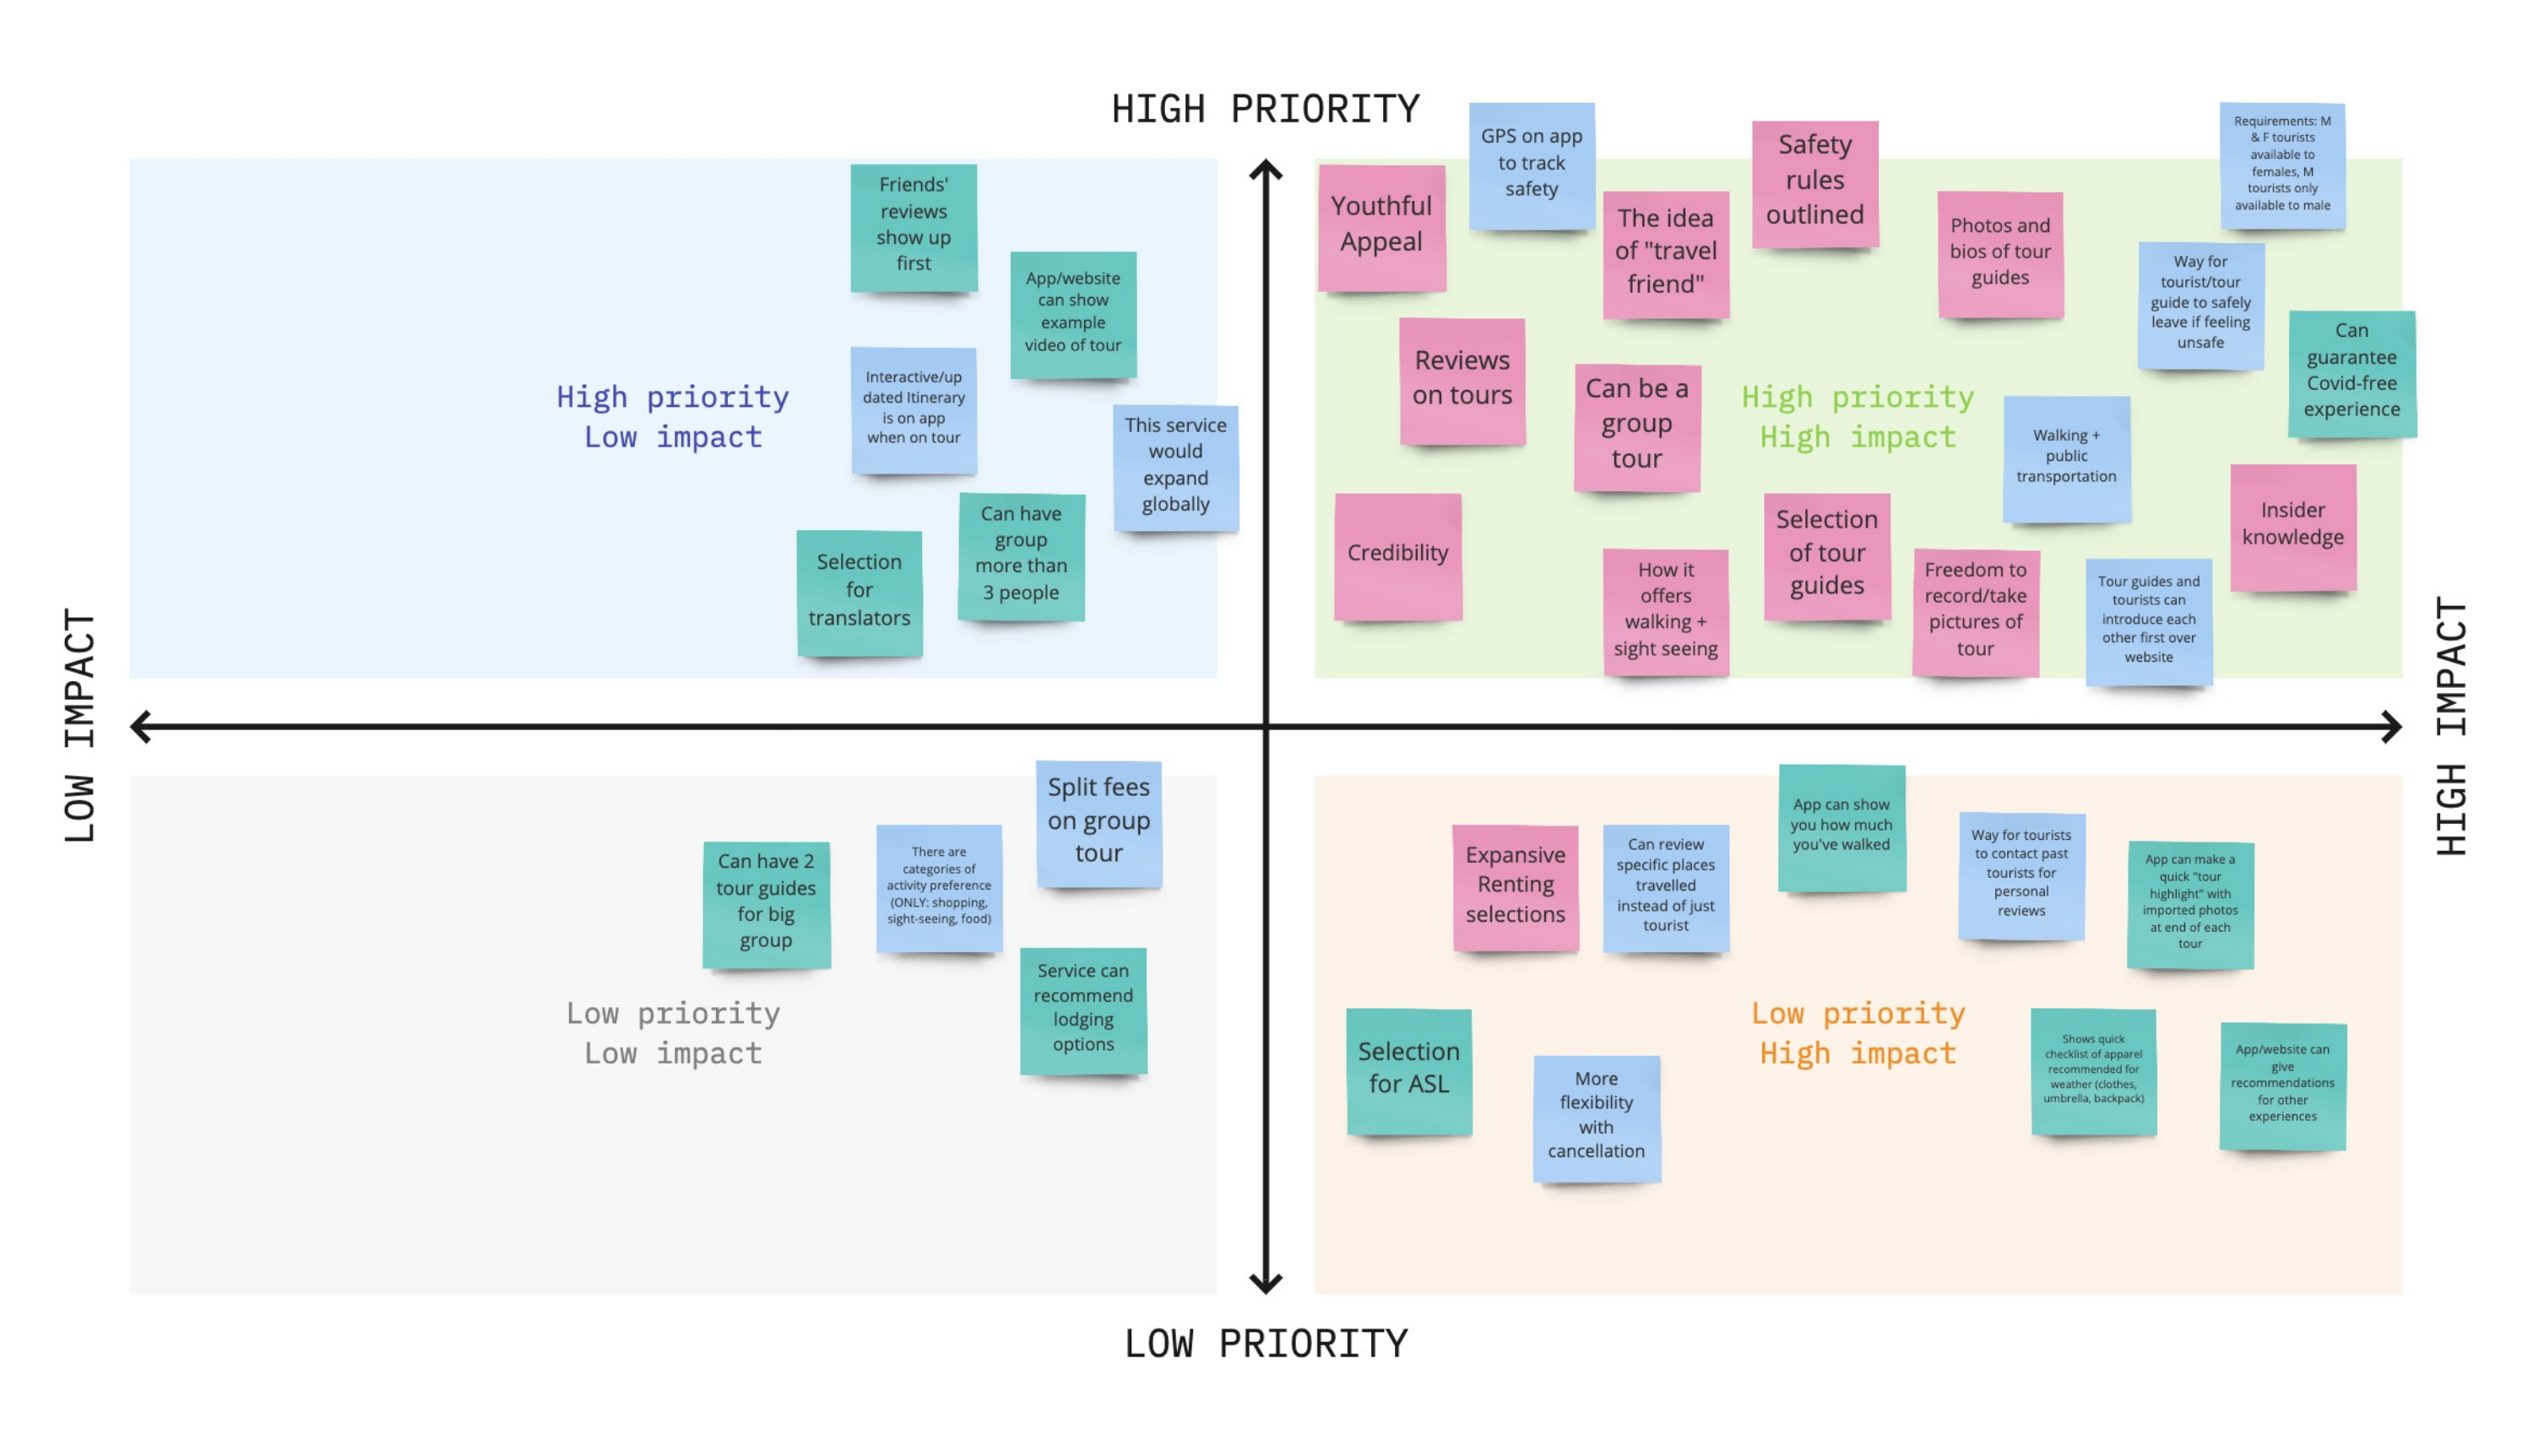 HIGH PRIORITY
LOW IMPACT
HIGH IMPACT
LOW PRIORITY
High priority
Low impact
Friends'
reviews
show up
first
App/website
can show
example
video of tour
Interactive/up
dated Itinerary
is on app
when on tour
This service
would
expand
globally
Can have
group
more than
3 people
Selection
for
translators
High priority
High impact
Youthful
Appeal
GPS on app
to track
safety
The idea
of "travel
friend"
Safety
rules
outlined
Photos and
bios of tour
guides
Requirements: M
& F tourists
available to
females, M
tourists only
available to male
Way for
tourist/tour
guide to safely
leave if feeling
unsafe
Can
guarantee
Covid-free
experience
Reviews
on tours
Can be a
group
tour
Walking +
public
transportation
Insider
knowledge
Credibility
How it
offers
walking +
sight seeing
Selection
of tour
guides
Freedom to
record/take
pictures of
tour
Tour guides and
tourists can
introduce each
other first over
website
Low priority
Low impact
Split fees
on group
tour
Can have 2
tour guides
for big
group
There are
categories of
activity preference
(ONLY: shopping,
sight-seeing, food)
Service can
recommend
lodging
options
Low priority
High impact
Expansive
Renting
selections
Can review
specific places
travelled
instead of just
tourist
App can show
you how much
you've walked
Way for tourists
to contact past
tourists for
personal
reviews
App can make a
quick "tour
highlight" with
imported photos
at end of each
tour
Selection
for ASL
More
flexibility
with
cancellation
Shows quick
checklist of apparel
recommended for
weather (clothes,
umbrella, backpack)
App/website can
give
recommendations
for other
experiences